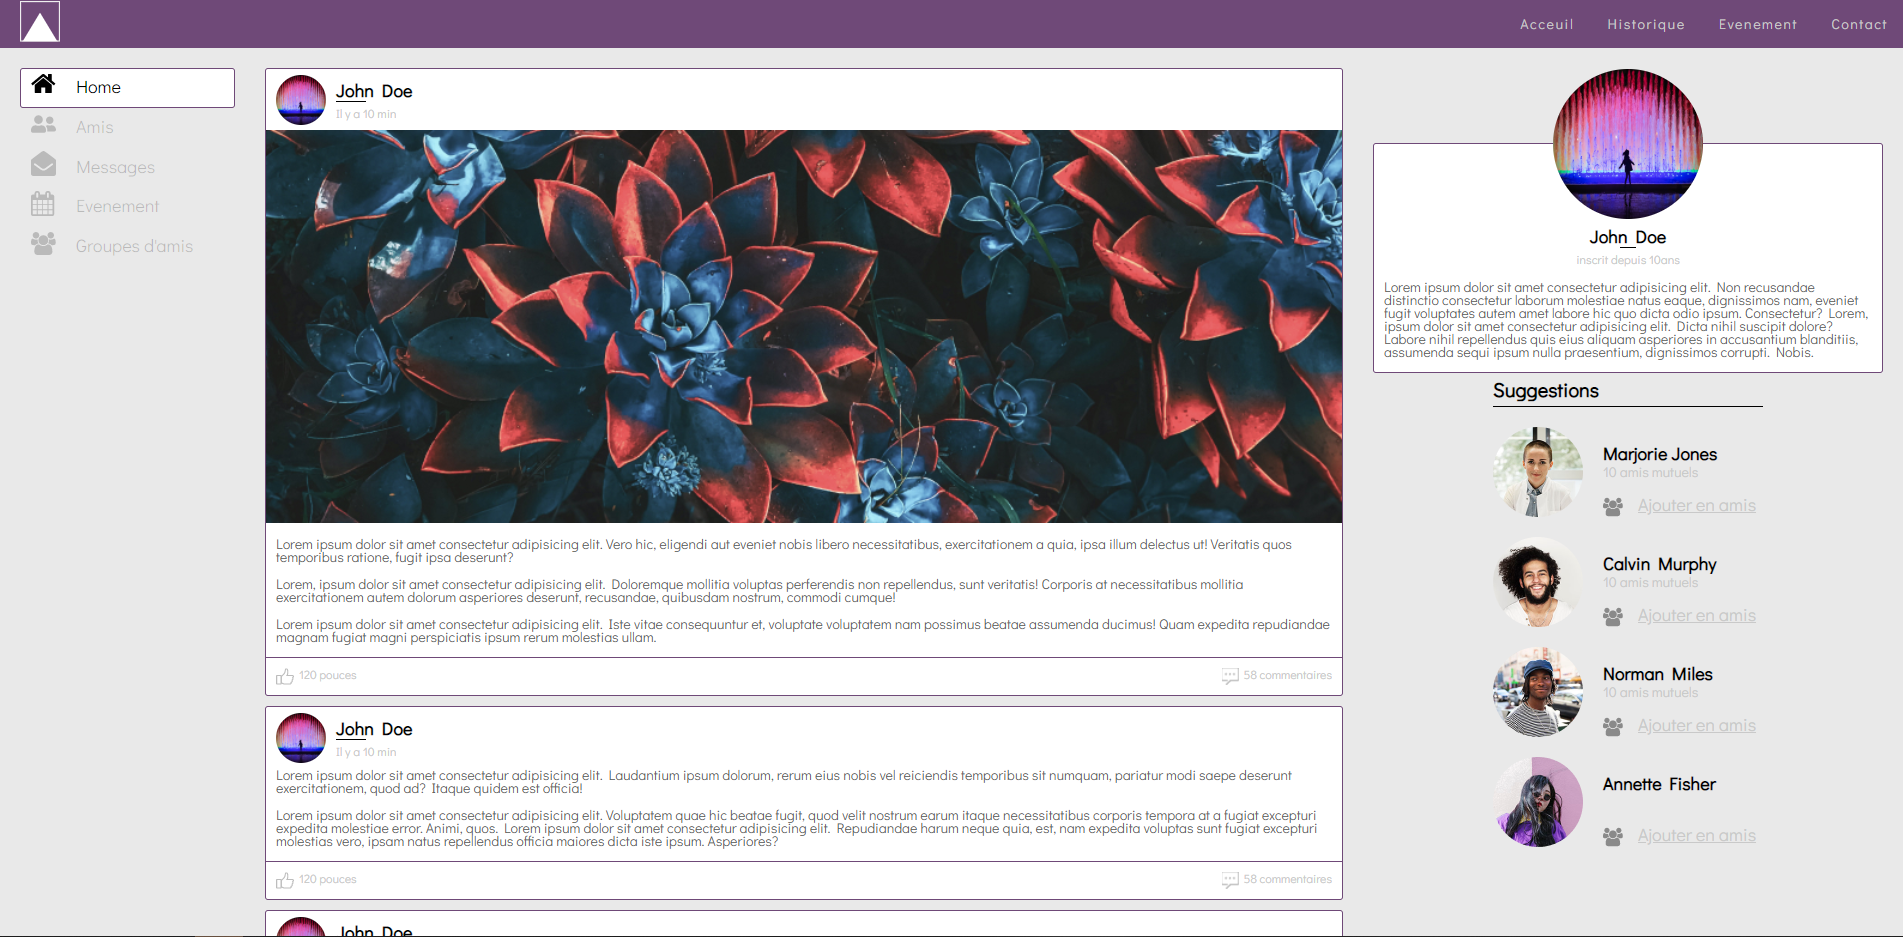 Acceuil Historique Evenement Contact
Home
Amis
Messages
Evenement
Groupes d'amis
John Doe
Il y a 10 min
Lorem ipsum dolor sit amet consectetur adipisicing elit. Vero hic, eligendi aut eveniet nobis libero necessitatibus, exercitationem a quia, ipsa illum delectus ut! Veritatis quos
temporibus ratione, fugit ipsa deserunt?
Lorem, ipsum dolor sit amet consectetur adipisicing elit. Doloremque mollitia voluptas perferendis non repellendus, sunt veritatis! Corporis at necessitatibus mollitia
exercitationem autem dolorum asperiores deserunt, recusandae, quibusdam nostrum, commodi cumque!
Lorem ipsum dolor sit amet consectetur adipisicing elit. Iste vitae consequuntur et, voluptate voluptatem nam possimus beatae assumenda ducimus! Quam expedita repudiandae
magnam fugiat magni perspiciatis ipsum rerum molestias ullam.
120 pouces
58 commentaires
John Doe
Il y a 10 min
Lorem ipsum dolor sit amet consectetur adipisicing elit. Laudantium ipsum dolorum, rerum eius nobis vel reiciendis temporibus sit numquam, pariatur modi saepe deserunt
exercitationem, quod ad? Itaque quidem est officia!
Lorem ipsum dolor sit amet consectetur adipisicing elit. Voluptatem quae hic beatae fugit, quod velit nostrum earum itaque necessitatibus corporis tempora at a fugiat excepturi
expedita molestiae error. Animi, quos. Lorem ipsum dolor sit amet consectetur adipisicing elit. Repudiandae harum neque quia, est, nam expedita voluptas sunt fugiat excepturi
molestias vero, ipsam natus repellendus officia maiores dicta iste ipsum. Asperiores?
120 pouces
58 commentaires
John Doe
John Doe
inscrit depuis 10ans
Lorem ipsum dolor sit amet consectetur adipisicing elit. Non recusandae
distinctio consectetur laborum molestiae natus eaque, dignissimos nam, eveniet
fugit voluptates autem amet labore hic quo dicta odio ipsum. Consectetur? Lorem,
ipsum dolor sit amet consectetur adipisicing elit. Dicta nihil suscipit dolore?
Labore nihil repellendus quis eius aliquam asperiores in accusantium blanditiis,
assumenda sequi ipsum nulla praesentium, dignissimos corrupti. Nobis.
Suggestions
Marjorie Jones
10 amis mutuels
Ajouter en amis
Calvin Murphy
10 amis mutuels
Ajouter en amis
Norman Miles
10 amis mutuels
Ajouter en amis
Annette Fisher
Ajouter en amis